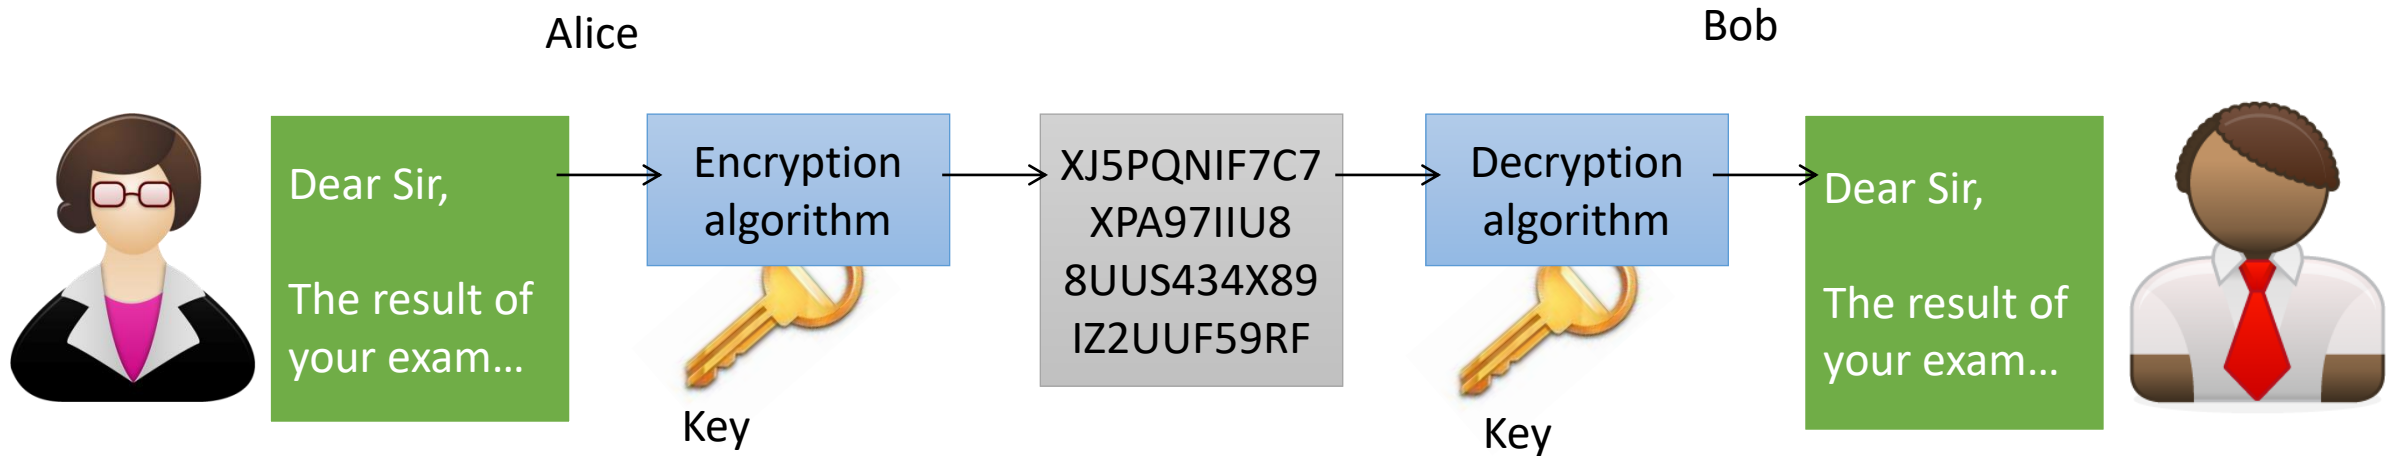 Alice
Bob
Dear Sir,
The result of
your exam...
Encryption
algorithm
Key
XJ5PQNIF7C7
XPA97IIU8
8UUS434X89
IZ2UUF59RF
Decryption
algorithm
Key
Dear Sir,
The result of
your exam...